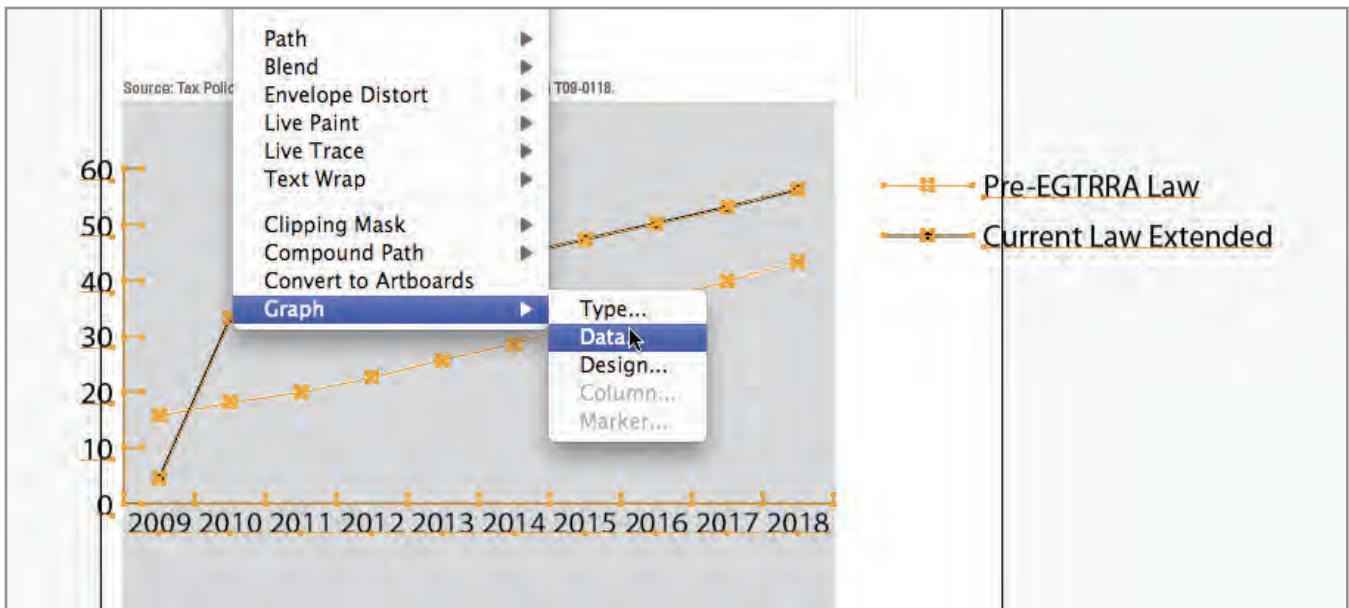 Path
Blend
Source: Tax Polic
T09-0118.
Envelope Distort
Live Paint
Live Trace
Text Wrap
Clipping Mask
Compound Path
Convert to Artboards
Graph
Type...
Data...
Design...
Column...
Marker...
60
50
40
30
20
10
0
2009 2010 2011 2012 2013 2014 2015 2016 2017 2018
Pre-EGTRRA Law
Current Law Extended